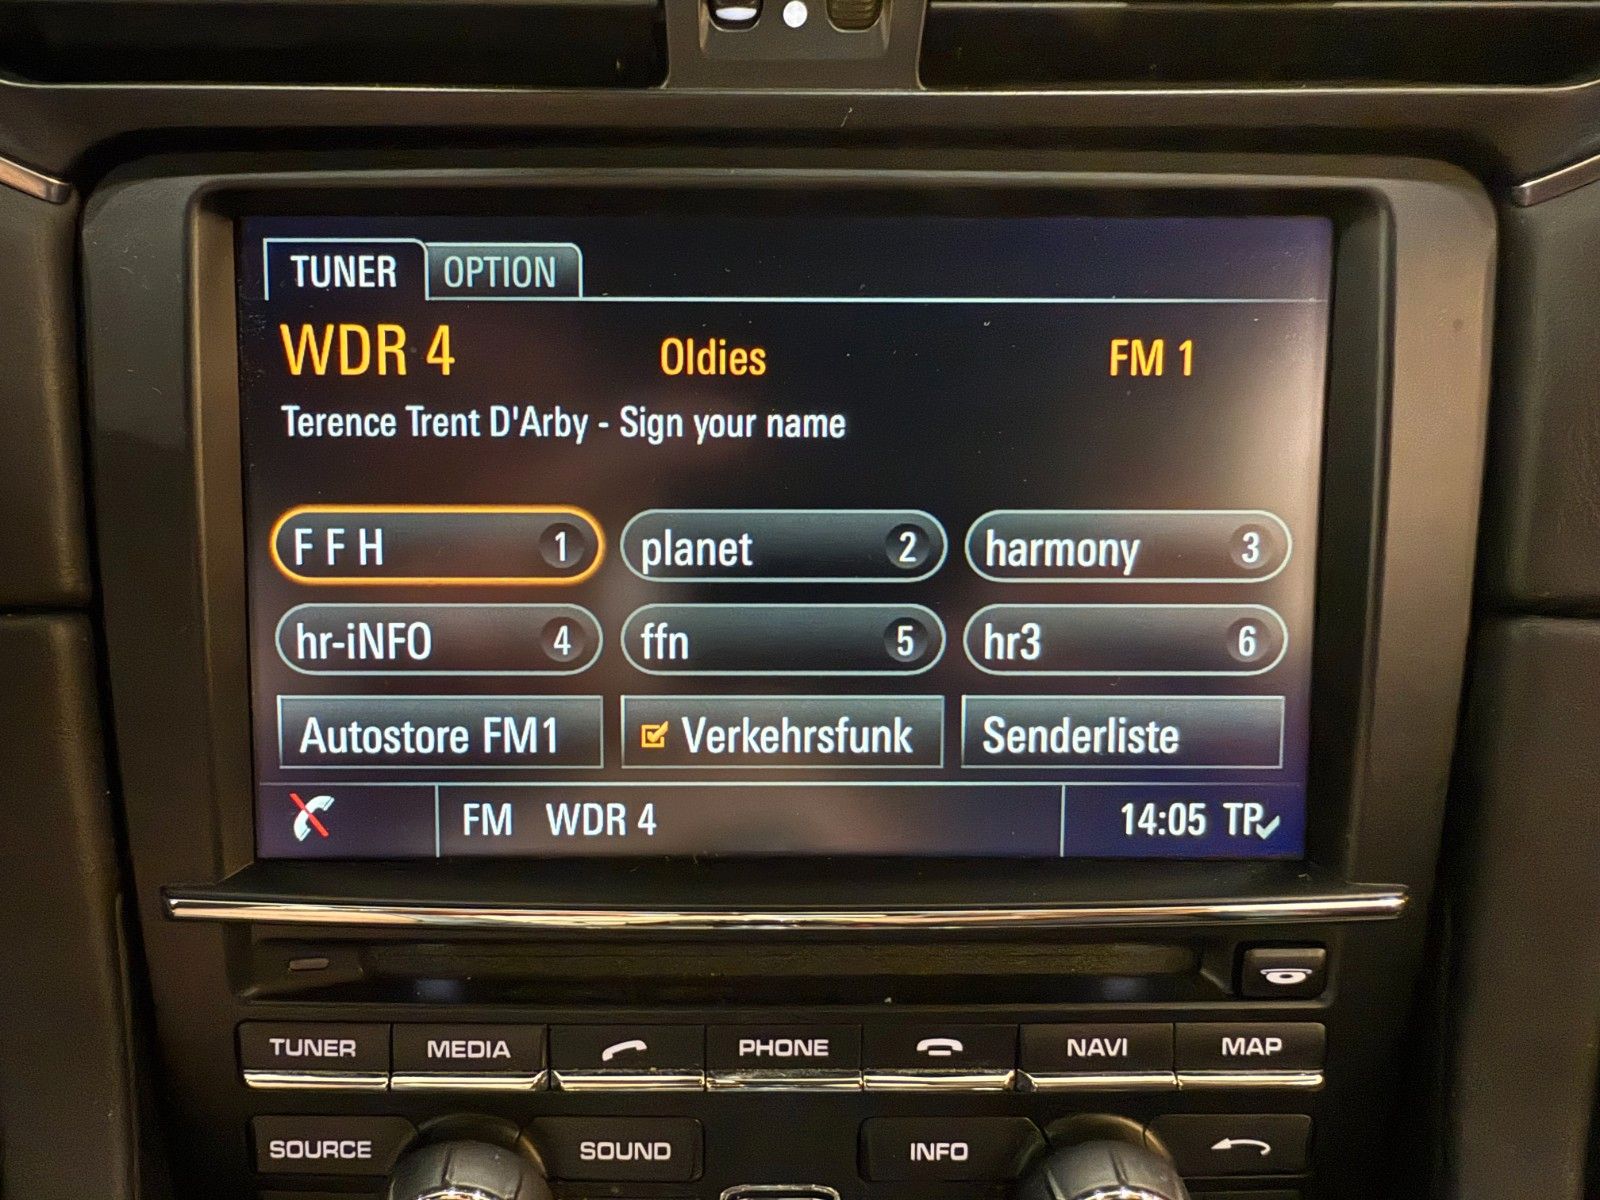 TUNER OPTION
WDR 4 Oldies FM 1
Terence Trent D'Arby - Sign your name
F F H 1 planet 2 harmony 3
hr-iNFO 4 ffn 5 hr3 6
Autostore FM1 Verkehrsfunk Senderliste
FM WDR 4 14:05 TP
TUNER MEDIA PHONE NAVI MAP
SOURCE SOUND INFO